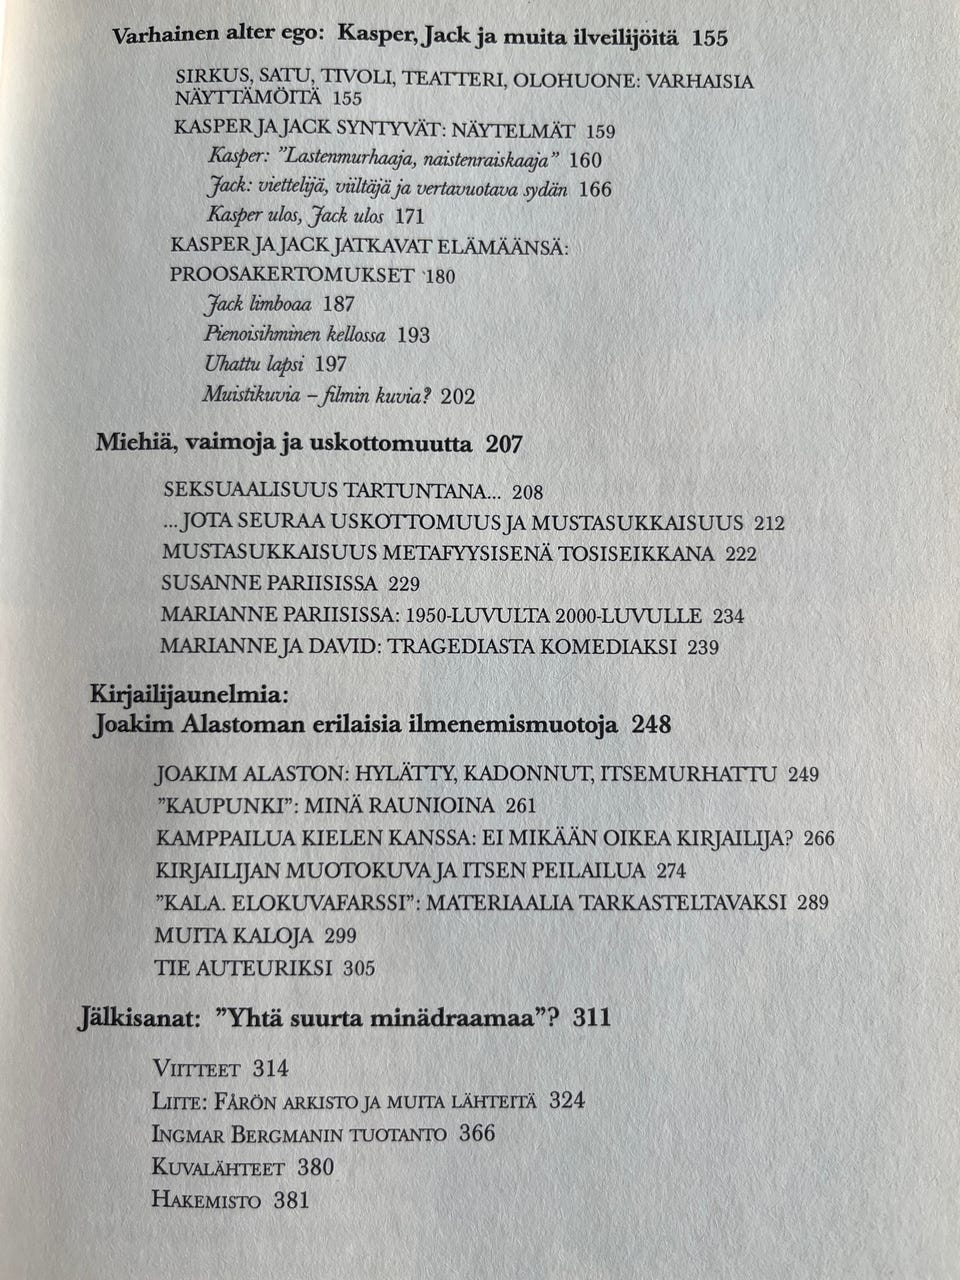 Varhainen alter ego: Kasper, Jack ja muita ilveilijöitä 155
SIRKUS, SATU, TIVOLI, TEATTERI, OLOHUONE: VARHAISIA
NÄYTTÄMÖITÄ 155
KASPER JA JACK SYNTYVÄT: NÄYTELMÄT 159
Kasper: ”Lastenmurhaaja, naistenraiskaaja” 160
Jack: viettelijä, viiltäjä ja vertavuotava sydän 166
Kasper ulos, Jack ulos 171
KASPER JA JACK JATKAVAT ELÄMÄÄNSÄ:
PROOSAKERTOMUKSET 180
Jack limboaa 187
Pienoisihminen kellossa 193
Uhattu lapsi 197
Muistikuvia – filmin kuvia? 202
Miehiä, vaimoja ja uskottomuutta 207
SEKSUAALISUUS TARTUNTANA... 208
...JOTA SEURAA USKOTTOMUUS JA MUSTASUKKAISUUS 212
MUSTASUKKAISUUS METAFYYSISENÄ TOSISEIKKANA 222
SUSANNE PARIISISSA 229
MARIANNE PARIISISSA: 1950-LUVULTA 2000-LUVULLE 234
MARIANNE JA DAVID: TRAGEDIASTA KOMEDIAKSI 239
Kirjailijaunelmia:
Joakim Alastoman erilaisia ilmenemismuotoja 248
JOAKIM ALASTON: HYLÄTTY, KADONNUT, ITSEMURHATTU 249
”KAUPUNKI”: MINÄ RAUNIOINA 261
KAMPPAILUA KIELEN KANSSA: EI MIKÄÄN OIKEA KIRJAILIJA? 266
KIRJAILIJAN MUOTOKUVA JA ITSEN PEILAILUA 274
”KALA. ELOKUVAFARSSI”: MATERIAALIA TARKASTELTAVAKSI 289
MUITA KALOJA 299
TIE AUTEURIKSI 305
Jälkisanat: ”Yhtä suurta minädraamaa”? 311
VIITTEET 314
LIITE: FÅRÖN ARKISTO JA MUITA LÄHTEITÄ 324
INGMAR BERGMANIN TUOTANTO 366
KUVALÄHTEET 380
HAKEMISTO 381